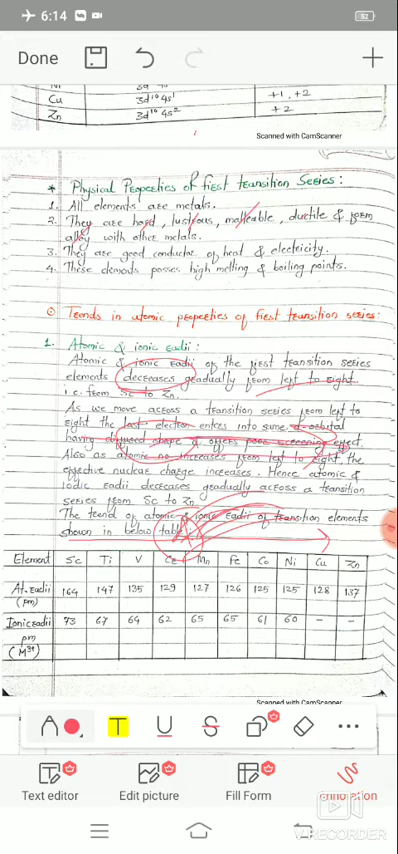 6:14
52
Done
Ni 3d⁸
Cu 3d¹⁰4s¹ +1, +2
Zn 3d¹⁰4s² +2
Scanned with CamScanner
* Physical Properties of first transition Series:
1. All elements are metals.
2. They are hard, lustrous, malleable, ductile & form
alloy with other metals.
3. They are good conductor of heat & electricity.
4. These elements posses high melting & boiling points.
Trends in atomic properties of first transition series:
1. Atomic & ionic radii:
Atomic & ionic radii of the first transition series
elements decreases gradually from left to right
i.e. from Sc to Zn.
As we move across a transition series from left to
right the last electron enters into same d-orbital
having diffused shape & offers poor screening effect.
Also as atomic no increases from left to right, the
effective nuclear charge increases. Hence atomic &
ionic radii decreases gradually across a transition
series from Sc to Zn.
The trend of atomic & ionic radii of transition elements
shown in below table:
Element Sc Ti V Cr Mn Fe Co Ni Cu Zn
At. radii (pm) 164 147 135 129 127 126 125 125 128 137
Ionic radii pm (M³⁺) 73 67 64 62 65 65 61 60 - -
Scanned with CamScanner
T U S
Text editor Edit picture Fill Form Annotation
V RECORDER